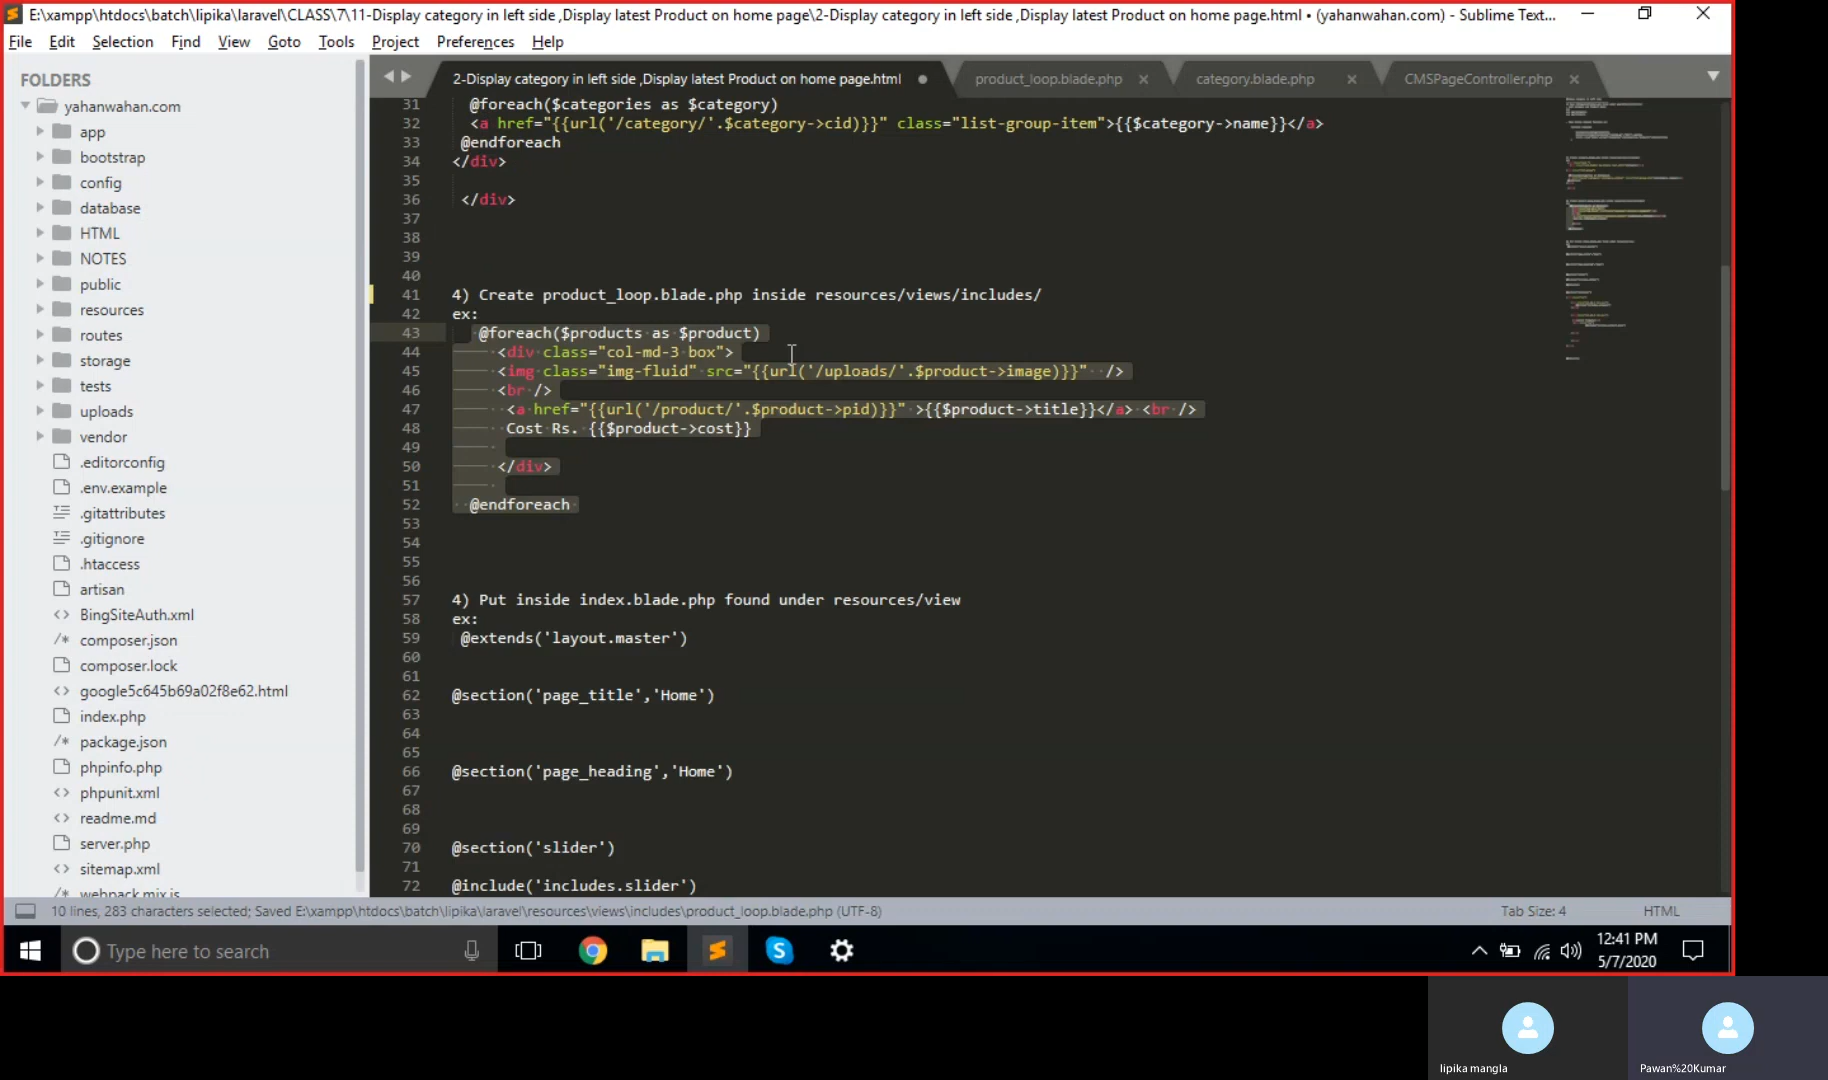 E:\xampp\htdocs\batch\lipika\laravel\CLASS\7\11-Display category in left side ,Display latest Product on home page\2-Display category in left side ,Display latest Product on home page.html • (yahanwahan.com) - Sublime Text...
File Edit Selection Find View Goto Tools Project Preferences Help
FOLDERS
yahanwahan.com
app
bootstrap
config
database
HTML
NOTES
public
resources
routes
storage
tests
uploads
vendor
.editorconfig
.env.example
.gitattributes
.gitignore
.htaccess
artisan
BingSiteAuth.xml
composer.json
composer.lock
google5c645b69a02f8e62.html
index.php
package.json
phpinfo.php
phpunit.xml
readme.md
server.php
sitemap.xml
webpack.mix.js
2-Display category in left side ,Display latest Product on home page.html product_loop.blade.php category.blade.php CMSPageController.php
31 @foreach($categories as $category)
32 <a href="{{url('/category/'.$category->cid)}}" class="list-group-item">{{$category->name}}</a>
33 @endforeach
34 </div>
35
36 </div>
37
38
39
40
41 4) Create product_loop.blade.php inside resources/views/includes/
42 ex:
43 @foreach($products as $product)
44 <div class="col-md-3 box">
45 <img class="img-fluid" src="{{url('/uploads/'.$product->image)}}" />
46 <br />
47 <a href="{{url('/product/'.$product->pid)}}" >{{$product->title}}</a> <br />
48 Cost Rs. {{$product->cost}}
49
50 </div>
51
52 @endforeach
53
54
55
56
57 4) Put inside index.blade.php found under resources/view
58 ex:
59 @extends('layout.master')
60
61
62 @section('page_title','Home')
63
64
65
66 @section('page_heading','Home')
67
68
69
70 @section('slider')
71
72 @include('includes.slider')
10 lines, 283 characters selected; Saved E:\xampp\htdocs\batch\lipika\laravel\resources\views\includes\product_loop.blade.php (UTF-8) Tab Size: 4 HTML
Type here to search
12:41 PM
5/7/2020
lipika mangla
Pawan%20Kumar